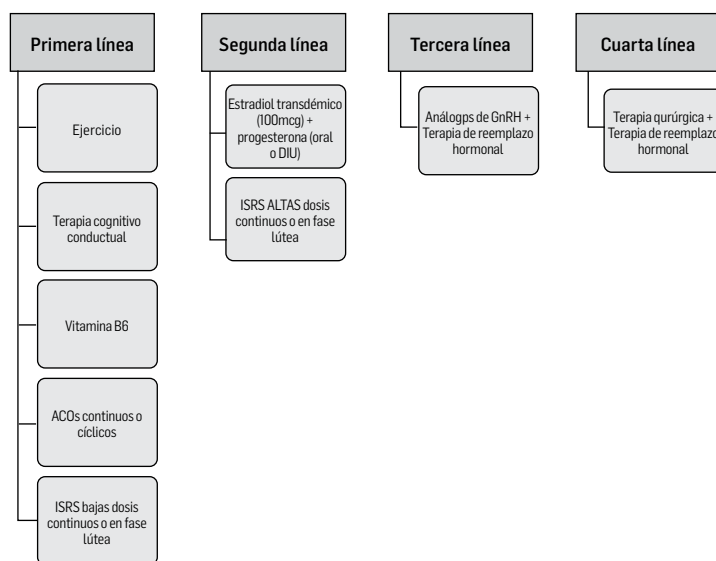 Primera línea
Ejercicio
Terapia cognitivo
conductual
Vitamina B6
ACOs continuos o
cíclicos
ISRS bajas dosis
continuos o en fase
lútea
Segunda línea
Estradiol transdémico
(100mcg) +
progesterona (oral
o DIU)
ISRS ALTAS dosis
continuos o en fase
lútea
Tercera línea
Análogps de GnRH +
Terapia de reemplazo
hormonal
Cuarta línea
Terapia qurúrgica +
Terapia de reemplazo
hormonal